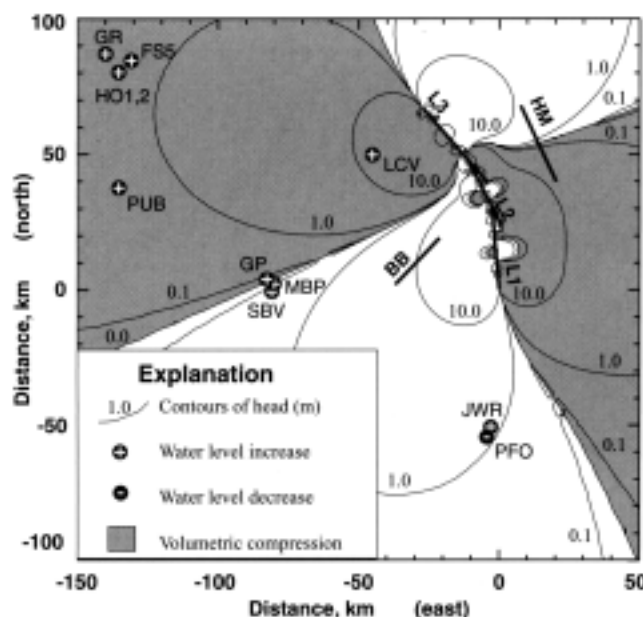 100
GR
FS5
HO1,2
L3
10.0
HM
1.0
0.1
0.1
50
LCV
10.0
PUB
1.0
L2
GP
MBP
SBV
BB
L1
0.1
0
0.0
10.0
10.0
1.0
Distance, km (north)
Explanation
1.0 Contours of head (m)
Water level increase
Water level decrease
Volumetric compression
JWR
PFO
1.0
0.1
0.1
-50
-100
-150
-100
-50
0
50
Distance, km (east)